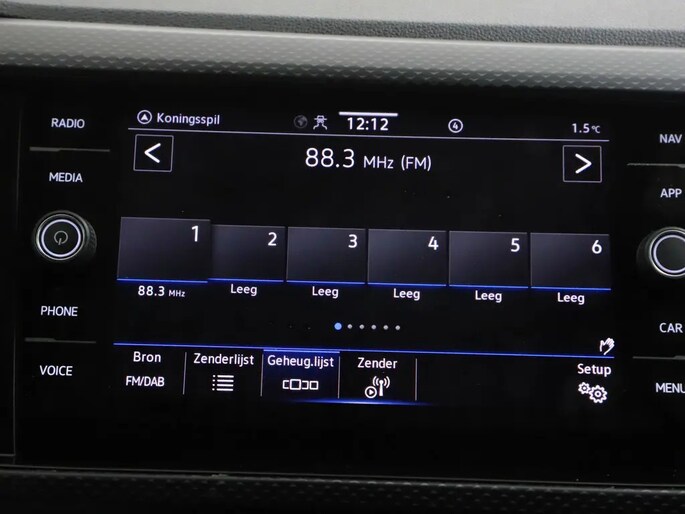 RADIO
MEDIA
PHONE
VOICE
Koningsspil 12:12 4 1.5°C
88.3 MHz (FM)
1 2 3 4 5 6
88.3 MHz Leeg Leeg Leeg Leeg Leeg
Bron Zenderlijst Geheug.lijst Zender Setup
FM/DAB
NAV
APP
CAR
MENU